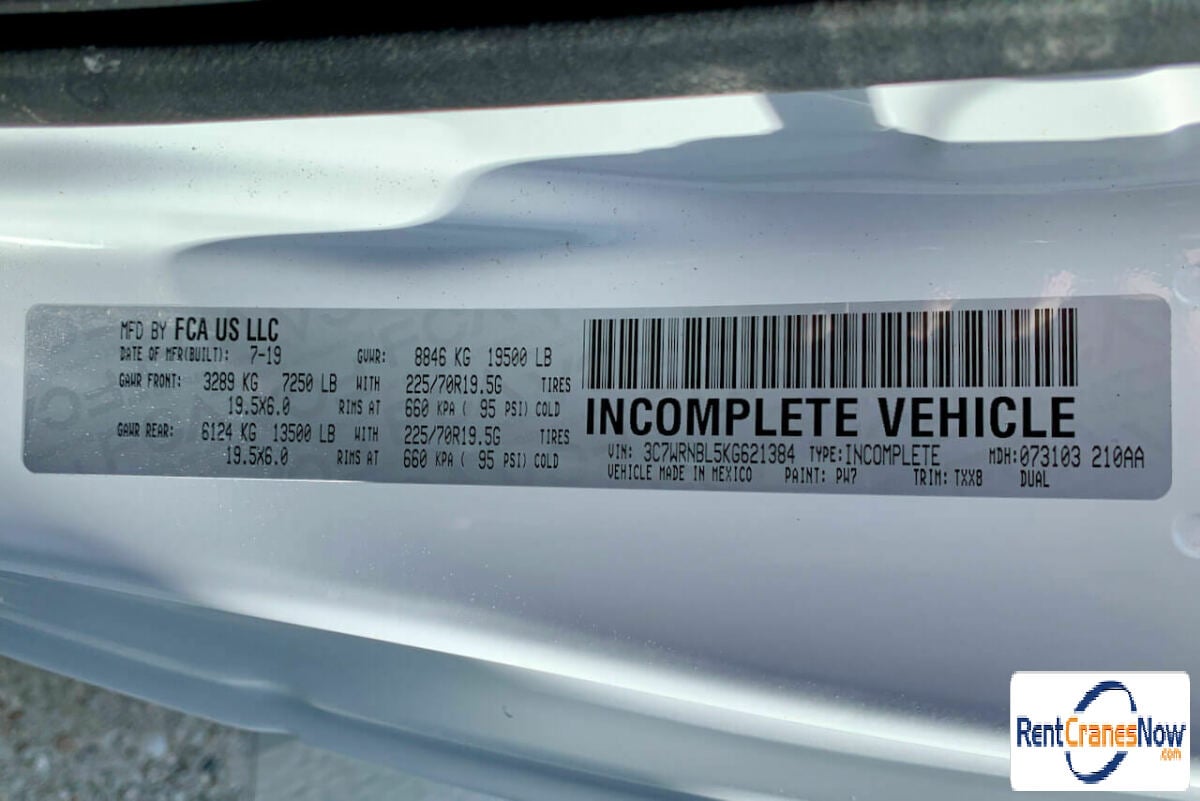 MFD BY FCA US LLC
DATE OF MFR(BUILT): 7-19 GVWR: 8846 KG 19500 LB
GAWR FRONT: 3289 KG 7250 LB WITH 225/70R19.5G TIRES
19.5X6.0 RIMS AT 660 KPA ( 95 PSI) COLD
GAWR REAR: 6124 KG 13500 LB WITH 225/70R19.5G TIRES
19.5X6.0 RIMS AT 660 KPA ( 95 PSI) COLD
INCOMPLETE VEHICLE
VIN: 3C7WRNBL5KG621384 TYPE:INCOMPLETE MDH:073103 210AA
VEHICLE MADE IN MEXICO PAINT: PW7 TRIM: TXX8 DUAL
RentCranesNow
.com